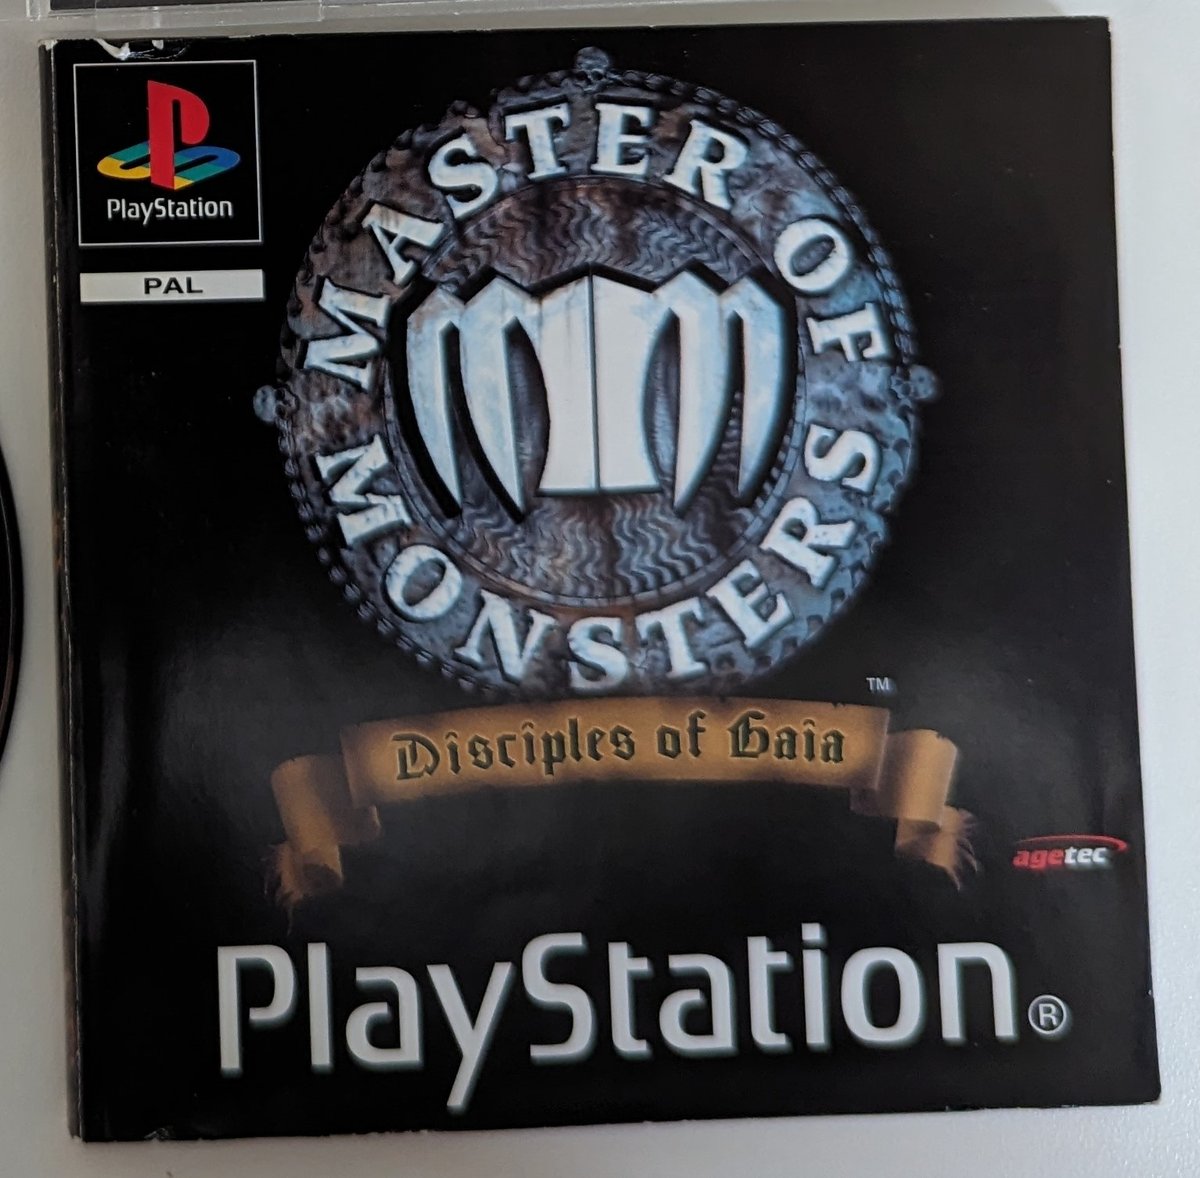 PlayStation
PAL
MASTER OF
MONSTERS
TM
Disciples of Gaia
agetec
PlayStation®